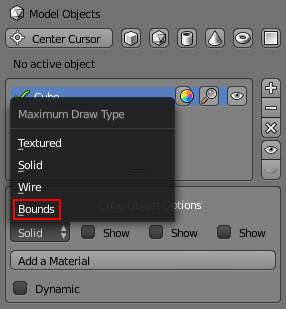 Model Objects
Center Cursor
No active object
Cube
Maximum Draw Type
Textured
Solid
Wire
Bounds
Cube Object Options
Solid Show Show Show
Add a Material
Dynamic